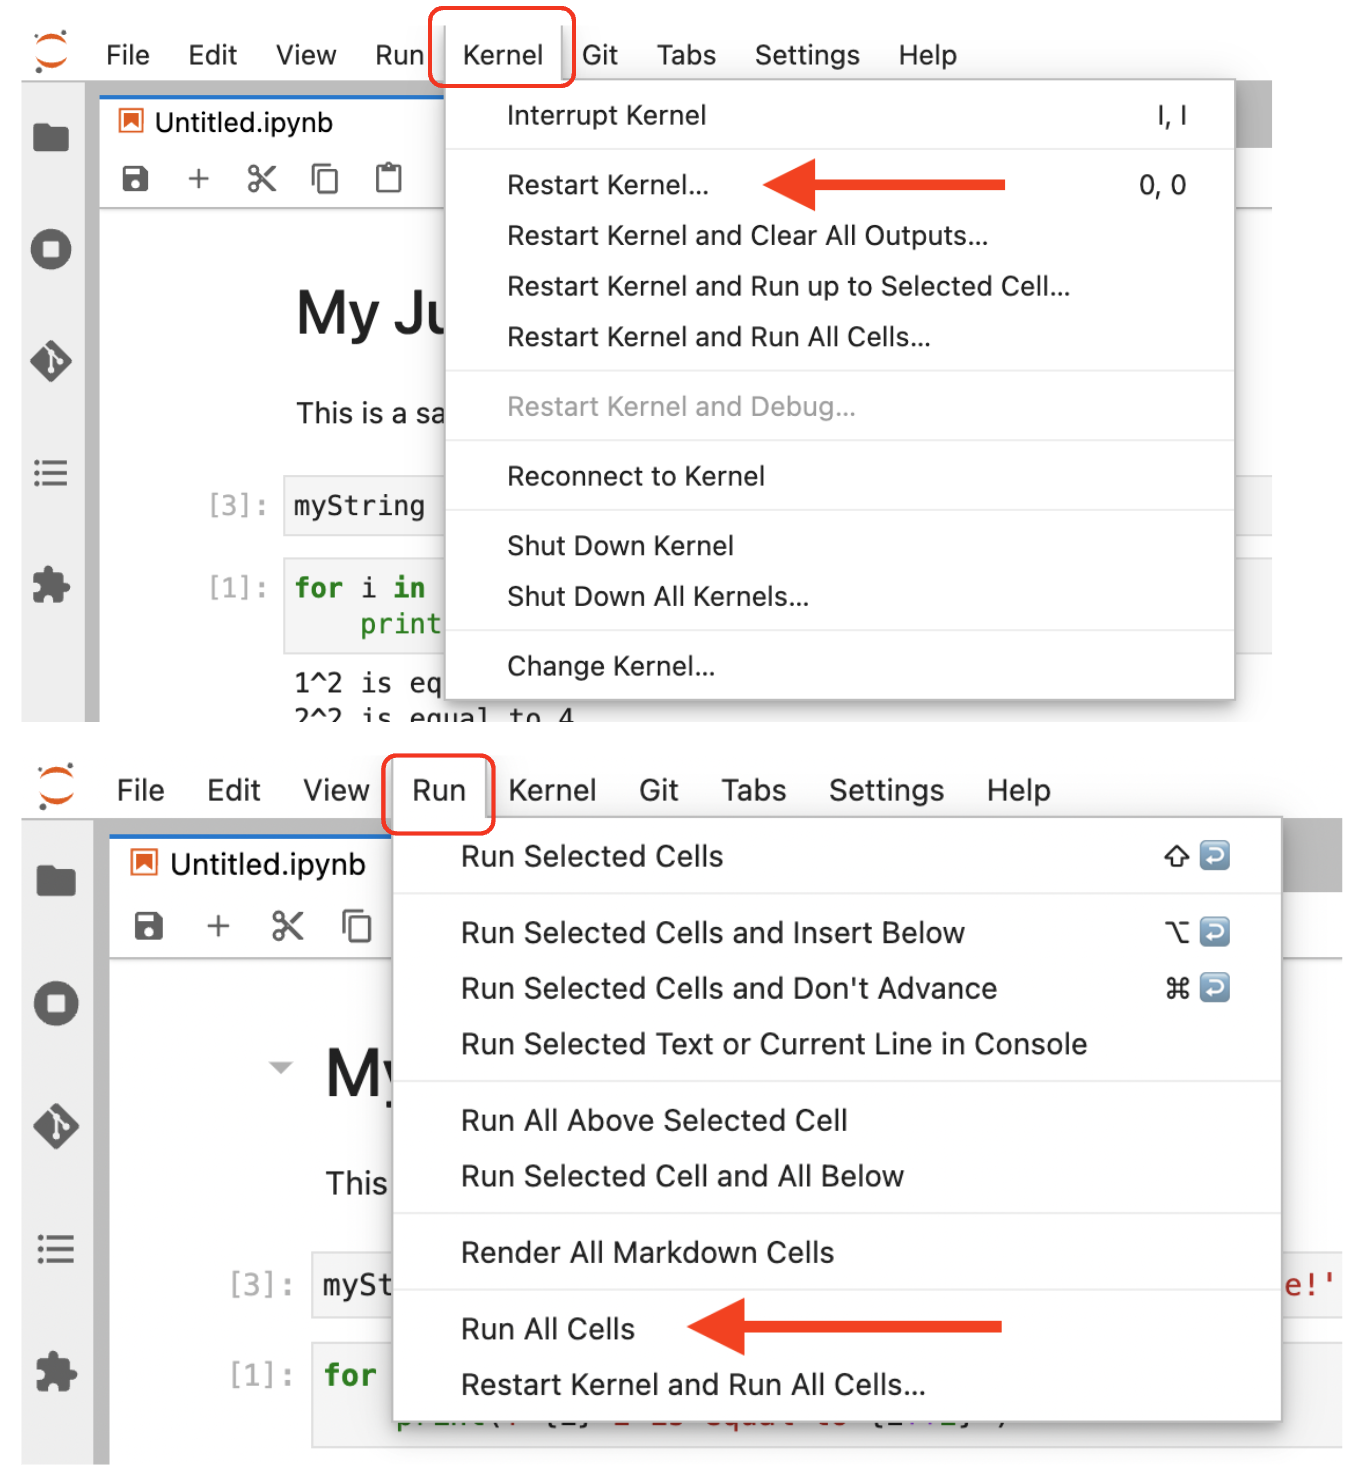 File Edit View Run Kernel Git Tabs Settings Help
Untitled.ipynb
Interrupt Kernel I, I
Restart Kernel... 0, 0
Restart Kernel and Clear All Outputs...
Restart Kernel and Run up to Selected Cell...
My Ju
Restart Kernel and Run All Cells...
This is a sa
Restart Kernel and Debug...
Reconnect to Kernel
[3]: myString
Shut Down Kernel
[1]: for i in
print
Shut Down All Kernels...
Change Kernel...
1^2 is eq
2^2 is equal to 4
File Edit View Run Kernel Git Tabs Settings Help
Untitled.ipynb
Run Selected Cells ⇧ ↩
Run Selected Cells and Insert Below ⌥ ↩
Run Selected Cells and Don't Advance ⌘ ↩
Run Selected Text or Current Line in Console
My
Run All Above Selected Cell
Run Selected Cell and All Below
This
Render All Markdown Cells
[3]: mySt e!'
Run All Cells
[1]: for
Restart Kernel and Run All Cells...